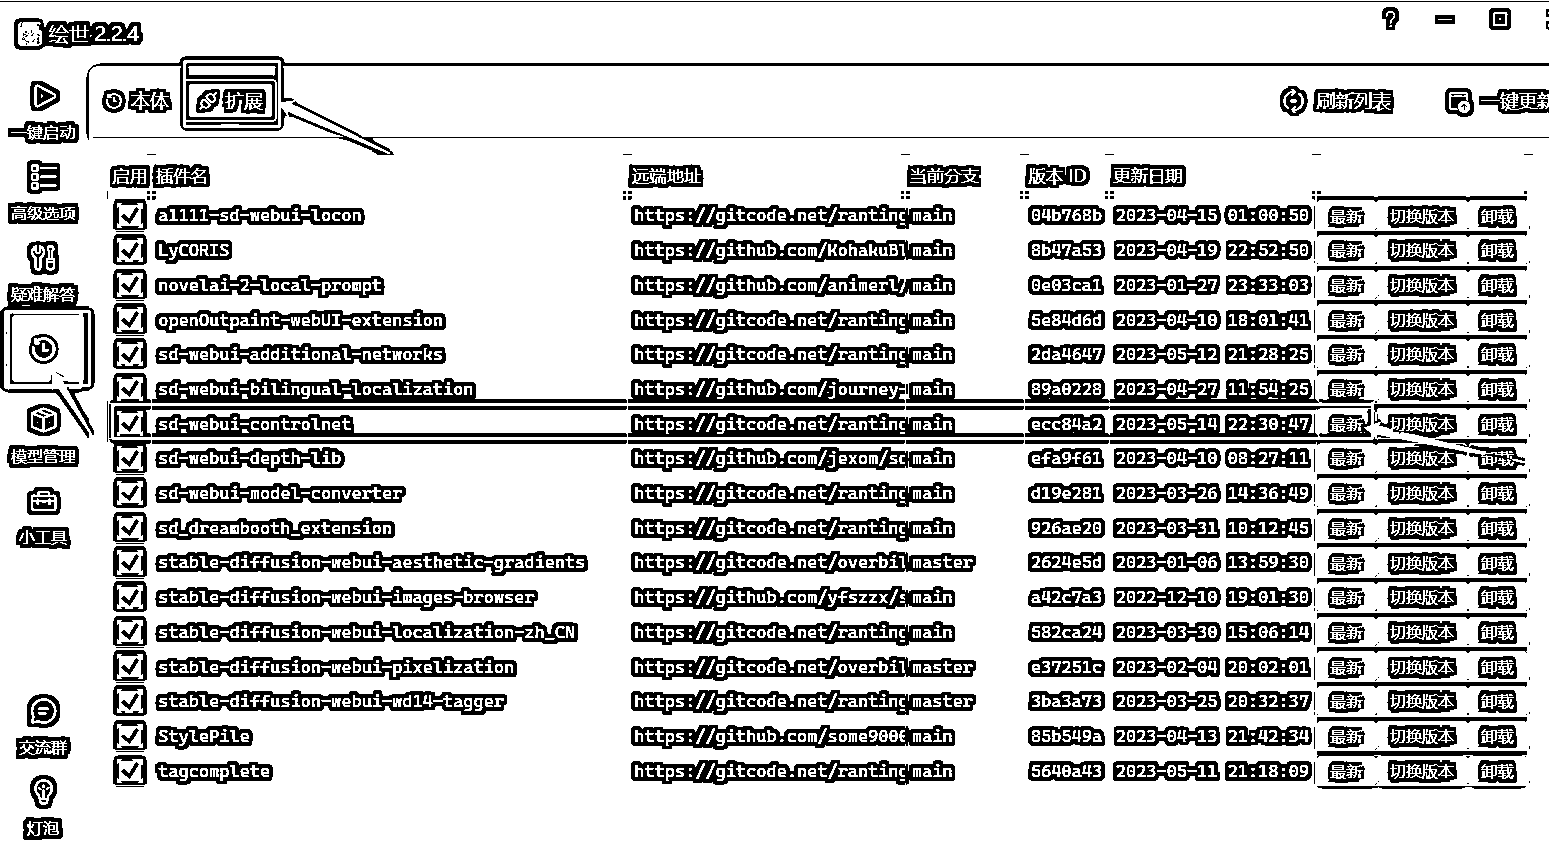 绘世 2.2.4
本体 扩展 刷新列表 一键更新
一键启动
高级选项
疑难解答
模型管理
小工具
交流群
灯泡
启用 插件名 远端地址 当前分支 版本 ID 更新日期
a1111-sd-webui-locon https://gitcode.net/ranting main 04b768b 2023-04-15 01:00:50 最新 切换版本 卸载
LyCORIS https://github.com/KohakuBl main 8b47a53 2023-04-19 22:52:50 最新 切换版本 卸载
novelai-2-local-prompt https://github.com/animerl/ main 0e03ca1 2023-01-27 23:33:03 最新 切换版本 卸载
openOutpaint-webUI-extension https://gitcode.net/ranting main 5e84d6d 2023-04-10 18:01:41 最新 切换版本 卸载
sd-webui-additional-networks https://gitcode.net/ranting main 2da4647 2023-05-12 21:28:25 最新 切换版本 卸载
sd-webui-bilingual-localization https://github.com/journey- main 89a0228 2023-04-27 11:54:25 最新 切换版本 卸载
sd-webui-controlnet https://gitcode.net/ranting main ecc84a2 2023-05-14 22:30:47 最新 切换版本 卸载
sd-webui-depth-lib https://github.com/jexom/sd main efa9f61 2023-04-10 08:27:11 最新 切换版本 卸载
sd-webui-model-converter https://gitcode.net/ranting main d19e281 2023-03-26 14:36:49 最新 切换版本 卸载
sd_dreambooth_extension https://gitcode.net/ranting main 926ae20 2023-03-31 10:12:45 最新 切换版本 卸载
stable-diffusion-webui-aesthetic-gradients https://gitcode.net/overbil master 2624e5d 2023-01-06 13:59:30 最新 切换版本 卸载
stable-diffusion-webui-images-browser https://github.com/yfszzx/s main a42c7a3 2022-12-10 19:01:30 最新 切换版本 卸载
stable-diffusion-webui-localization-zh_CN https://gitcode.net/ranting main 582ca24 2023-03-30 15:06:14 最新 切换版本 卸载
stable-diffusion-webui-pixelization https://gitcode.net/overbil master e37251c 2023-02-04 20:02:01 最新 切换版本 卸载
stable-diffusion-webui-wd14-tagger https://gitcode.net/ranting master 3ba3a73 2023-03-25 20:32:37 最新 切换版本 卸载
StylePile https://github.com/some9000 main 85b549a 2023-04-13 21:42:34 最新 切换版本 卸载
tagcomplete https://gitcode.net/ranting main 5640a43 2023-05-11 21:18:09 最新 切换版本 卸载